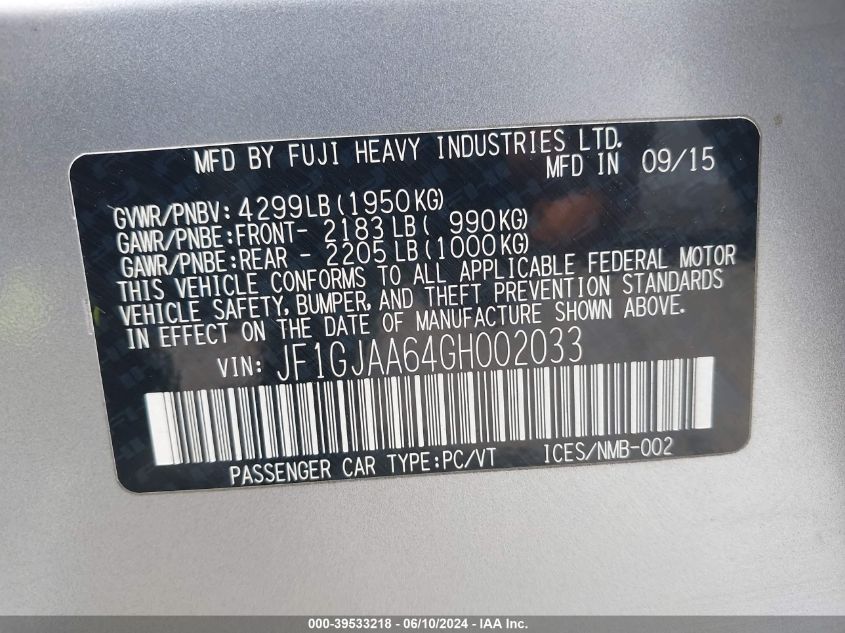 MFD BY FUJI HEAVY INDUSTRIES LTD.
MFD IN 09/15
GVWR/PNBV: 4299LB(1950KG)
GAWR/PNBE:FRONT- 2183LB( 990KG)
GAWR/PNBE:REAR - 2205LB(1000KG)
THIS VEHICLE CONFORMS TO ALL APPLICABLE FEDERAL MOTOR
VEHICLE SAFETY, BUMPER, AND THEFT PREVENTION STANDARDS
IN EFFECT ON THE DATE OF MANUFACTURE SHOWN ABOVE.
VIN: JF1GJAA64GH002033
PASSENGER CAR TYPE:PC/VT ICES/NMB-002
000-39533218 - 06/10/2024 - IAA Inc.